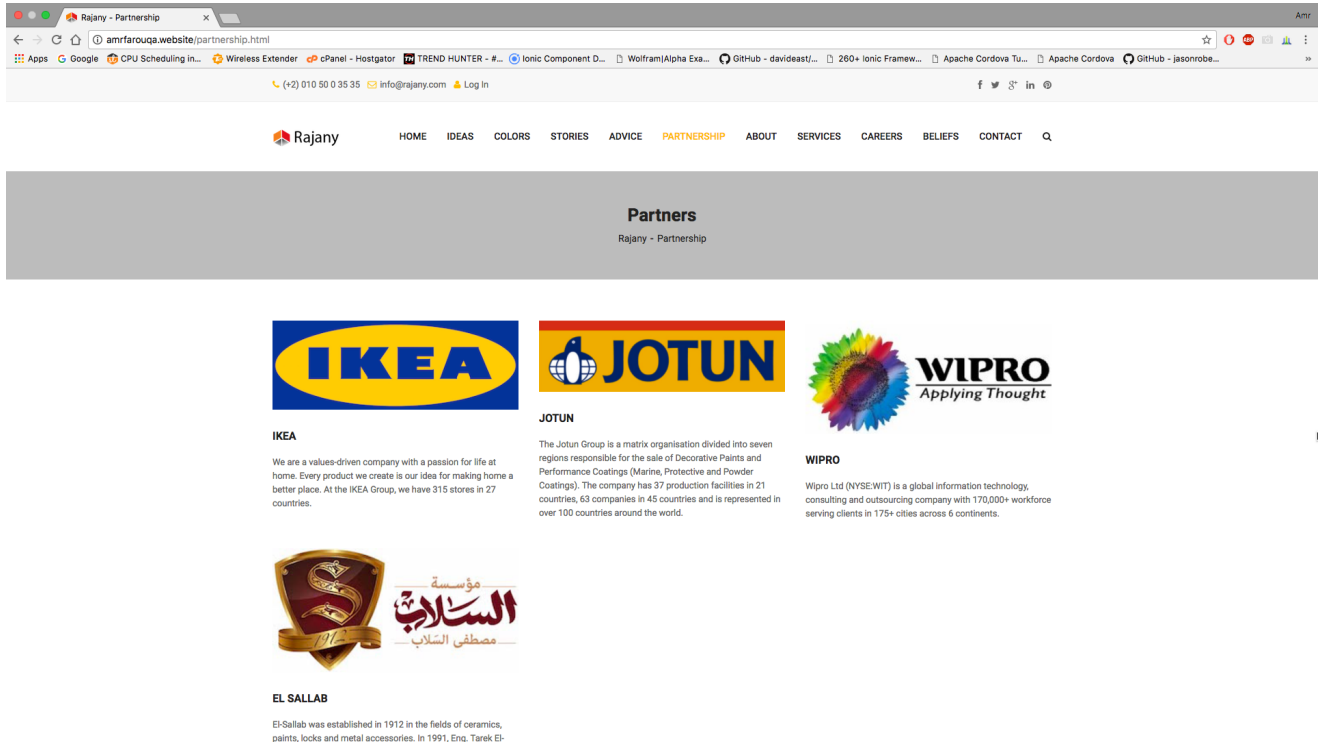 Rajany - Partnership
Amr
amrfarouqa.website/partnership.html
Apps Google CPU Scheduling in... Wireless Extender cPanel - Hostgator TREND HUNTER - #... Ionic Component D... Wolfram|Alpha Exa... GitHub - davideast/... 260+ Ionic Framew... Apache Cordova Tu... Apache Cordova GitHub - jasonrobe... »
(+2) 010 50 0 35 35 info@rajany.com Log In
Rajany HOME IDEAS COLORS STORIES ADVICE PARTNERSHIP ABOUT SERVICES CAREERS BELIEFS CONTACT
Partners
Rajany - Partnership
IKEA
IKEA
We are a values-driven company with a passion for life at
home. Every product we create is our idea for making home a
better place. At the IKEA Group, we have 315 stores in 27
countries.
JOTUN
JOTUN
The Jotun Group is a matrix organisation divided into seven
regions responsible for the sale of Decorative Paints and
Performance Coatings (Marine, Protective and Powder
Coatings). The company has 37 production facilities in 21
countries, 63 companies in 45 countries and is represented in
over 100 countries around the world.
WIPRO
Applying Thought
WIPRO
Wipro Ltd (NYSE:WIT) is a global information technology,
consulting and outsourcing company with 170,000+ workforce
serving clients in 175+ cities across 6 continents.
S
1912
مؤسسة
السلاب
مصطفى السلاب
EL SALLAB
El-Sallab was established in 1912 in the fields of ceramics,
paints, locks and metal accessories. In 1991, Eng. Tarek El-